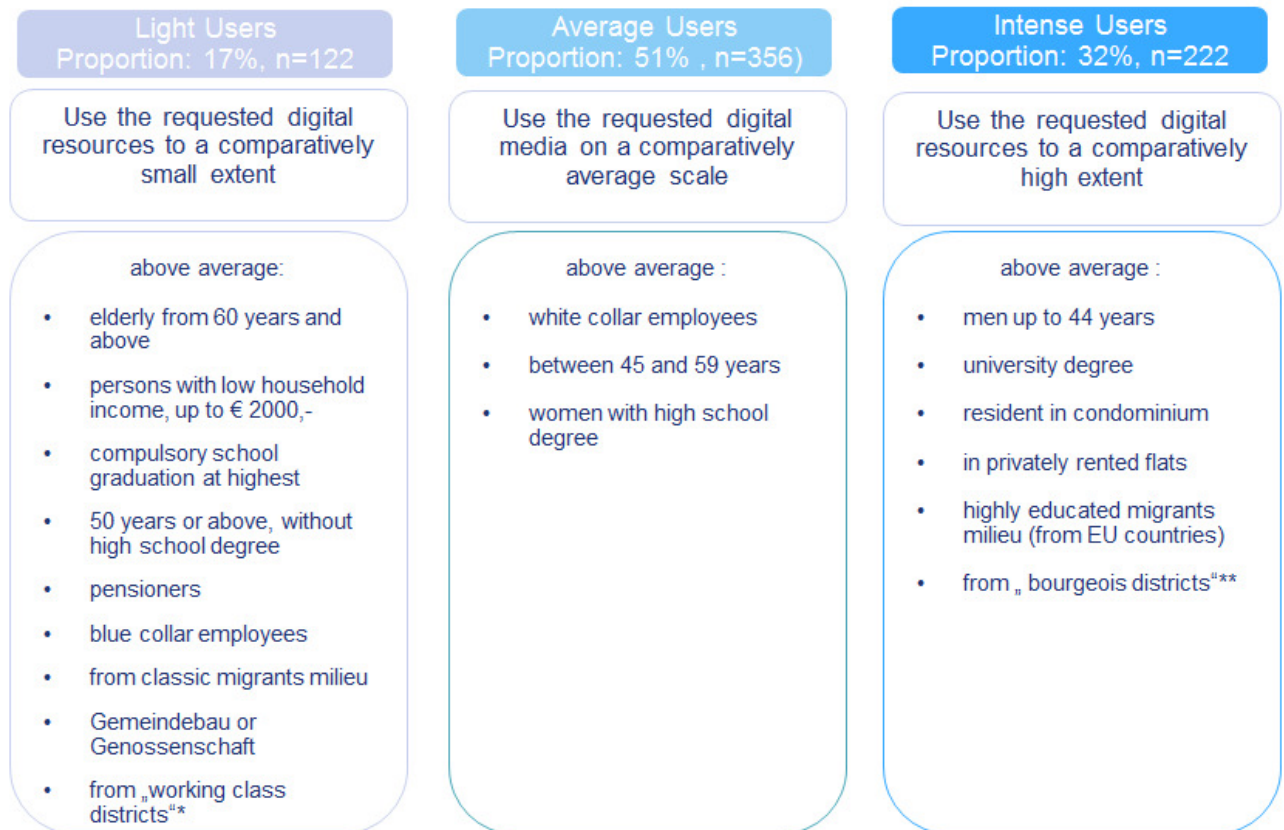 Light Users
Proportion: 17%, n=122
Use the requested digital
resources to a comparatively
small extent
above average:
• elderly from 60 years and
above
• persons with low household
income, up to € 2000,-
• compulsory school
graduation at highest
• 50 years or above, without
high school degree
• pensioners
• blue collar employees
• from classic migrants milieu
• Gemeindebau or
Genossenschaft
• from „working class
districts“*
Average Users
Proportion: 51% , n=356)
Use the requested digital
media on a comparatively
average scale
above average :
• white collar employees
• between 45 and 59 years
• women with high school
degree
Intense Users
Proportion: 32%, n=222
Use the requested digital
resources to a comparatively
high extent
above average :
• men up to 44 years
• university degree
• resident in condominium
• in privately rented flats
• highly educated migrants
milieu (from EU countries)
• from „ bourgeois districts“**